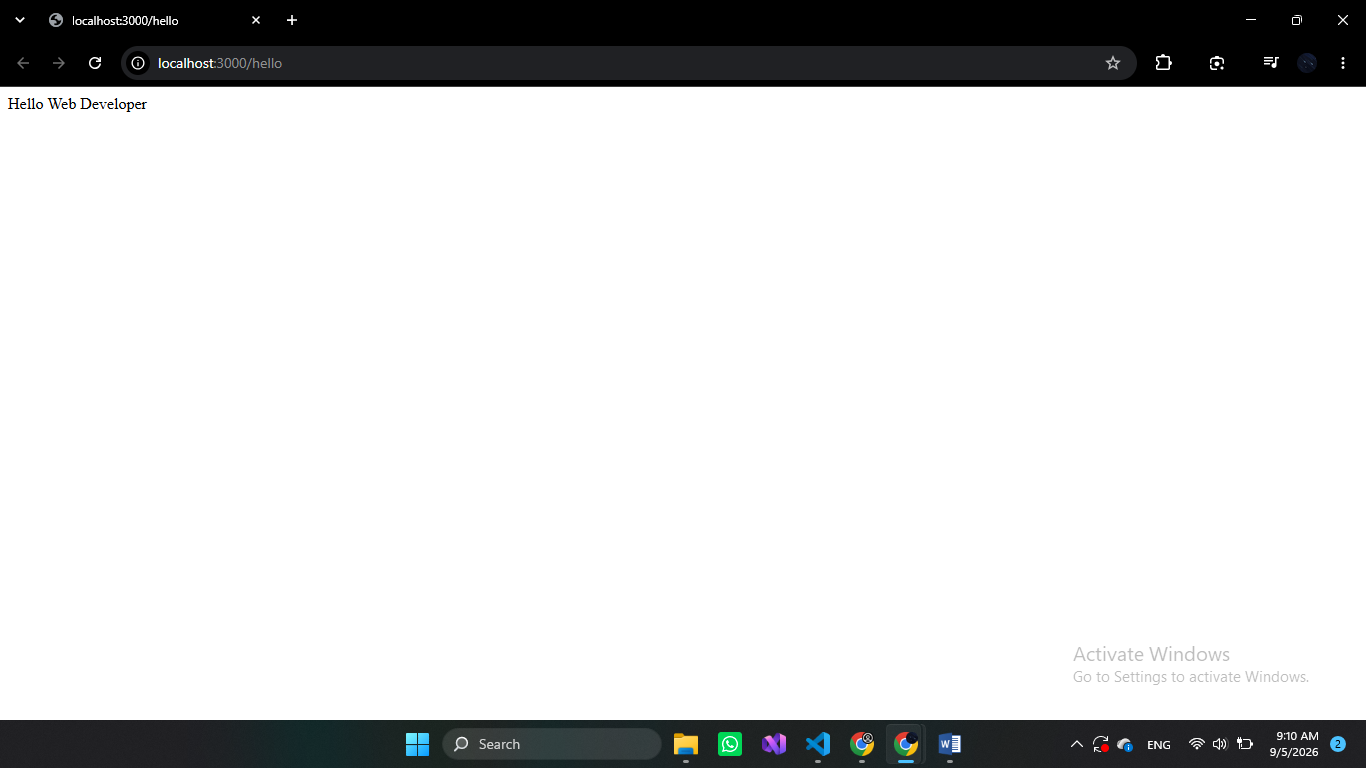 localhost:3000/hello
localhost:3000/hello
Hello Web Developer
Activate Windows
Go to Settings to activate Windows.
Search
ENG
9:10 AM
9/5/2026
2